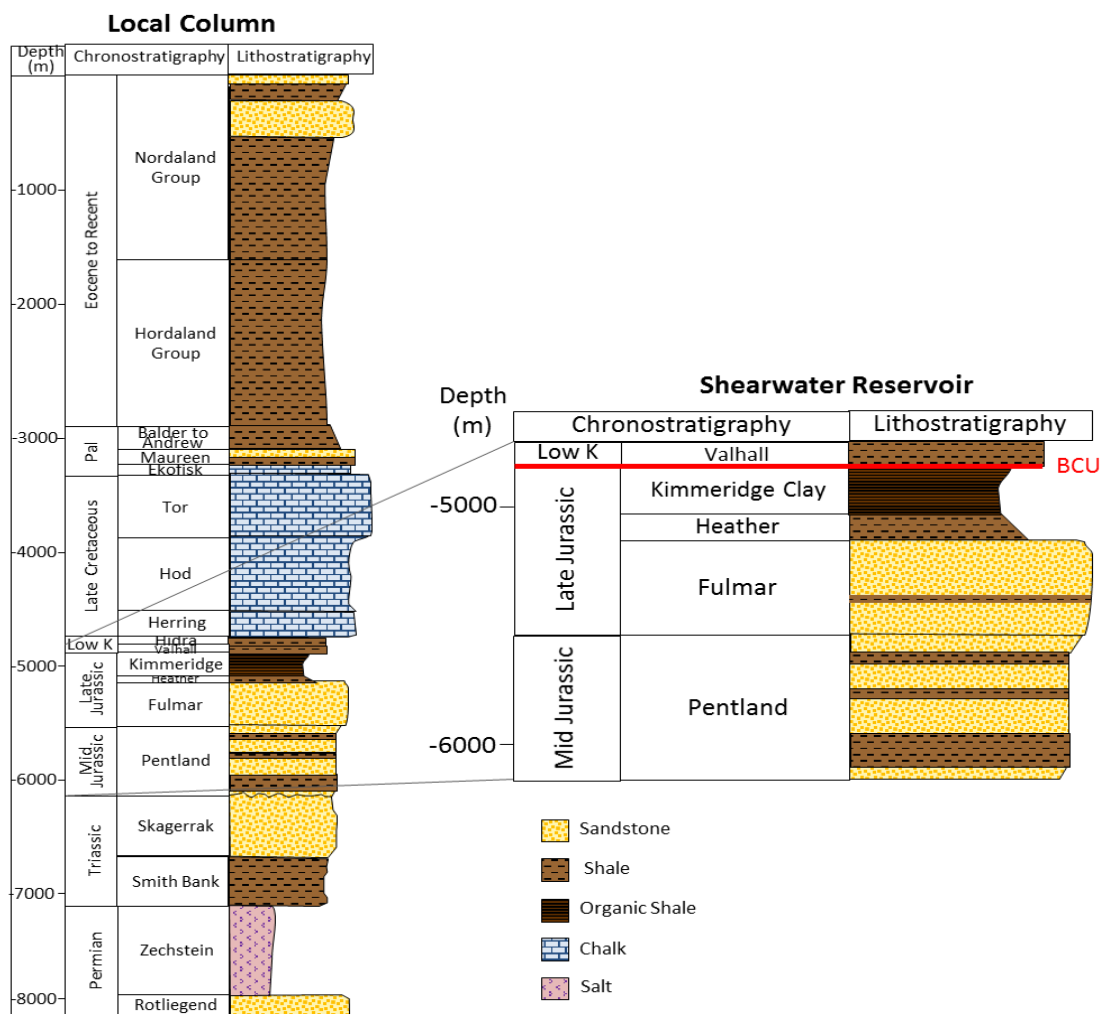 Local Column
Depth
(m)
Chronostratigraphy
Lithostratigraphy
-1000
-2000
-3000
-4000
-5000
-6000
-7000
-8000
Eocene to Recent
Pal
Late Cretaceous
Low K
Late
Jurassic
Mid
Jurassic
Triassic
Permian
Nordaland
Group
Hordaland
Group
Balder to
Andrew
Maureen
Ekofisk
Tor
Hod
Herring
Hidra
Valhall
Kimmeridge
Heather
Fulmar
Pentland
Skagerrak
Smith Bank
Zechstein
Rotliegend
Shearwater Reservoir
Depth
(m)
Chronostratigraphy
Lithostratigraphy
Low K
Valhall
BCU
-5000
Late Jurassic
Kimmeridge Clay
Heather
Fulmar
-6000
Mid Jurassic
Pentland
Sandstone
Shale
Organic Shale
Chalk
Salt